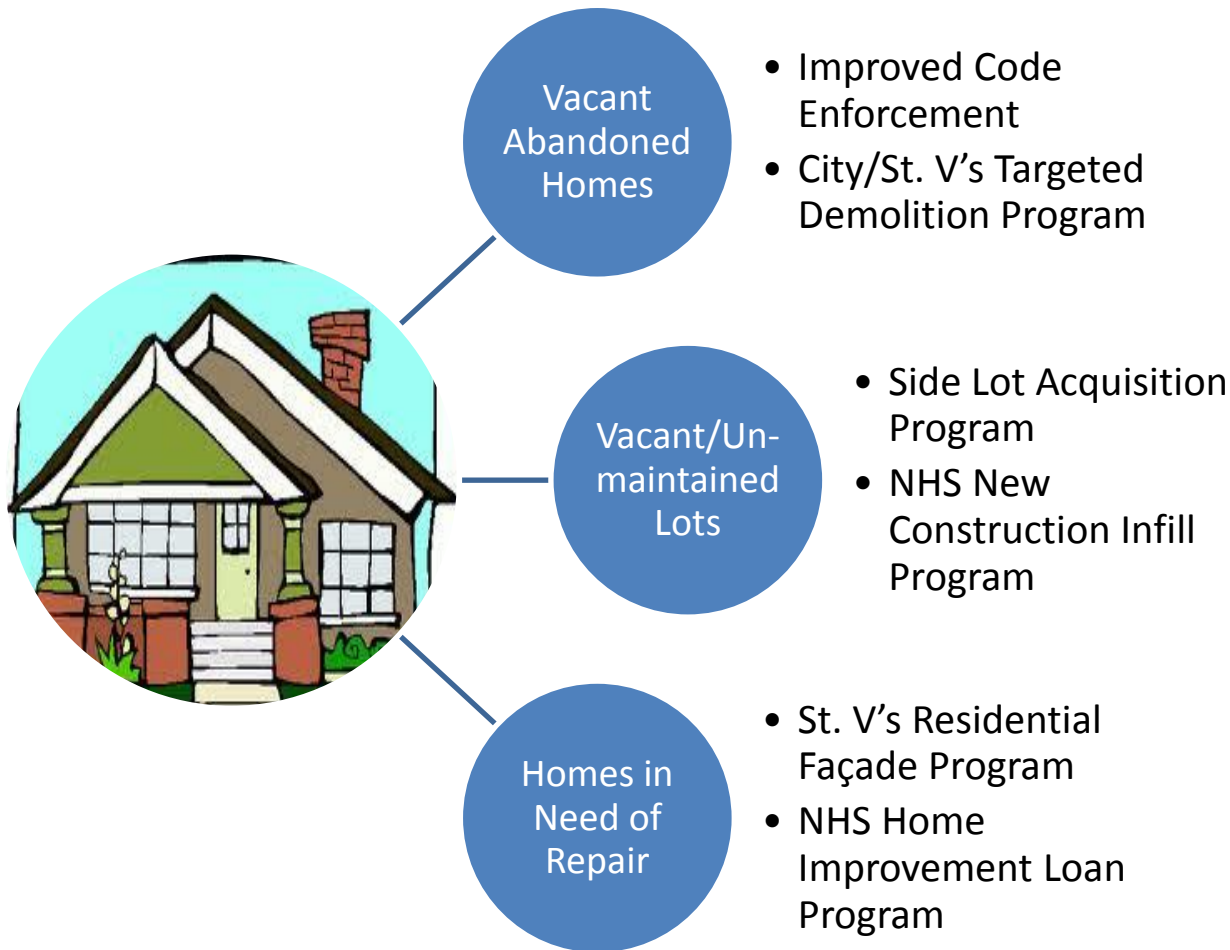 Vacant
Abandoned
Homes
• Improved Code
Enforcement
• City/St. V’s Targeted
Demolition Program
Vacant/Un-
maintained
Lots
• Side Lot Acquisition
Program
• NHS New
Construction Infill
Program
Homes in
Need of
Repair
• St. V’s Residential
Façade Program
• NHS Home
Improvement Loan
Program